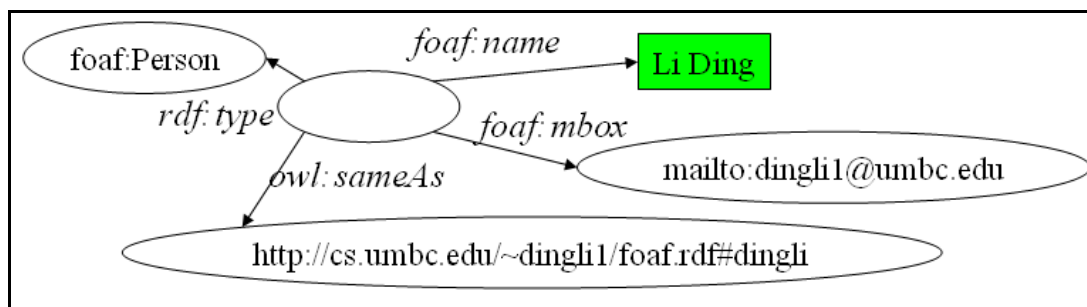 foaf:name
foaf:Person
Li Ding
rdf:type
foaf:mbox
mailto:dingli1@umbc.edu
owl:sameAs
http://cs.umbc.edu/~dingli1/foaf.rdf#dingli